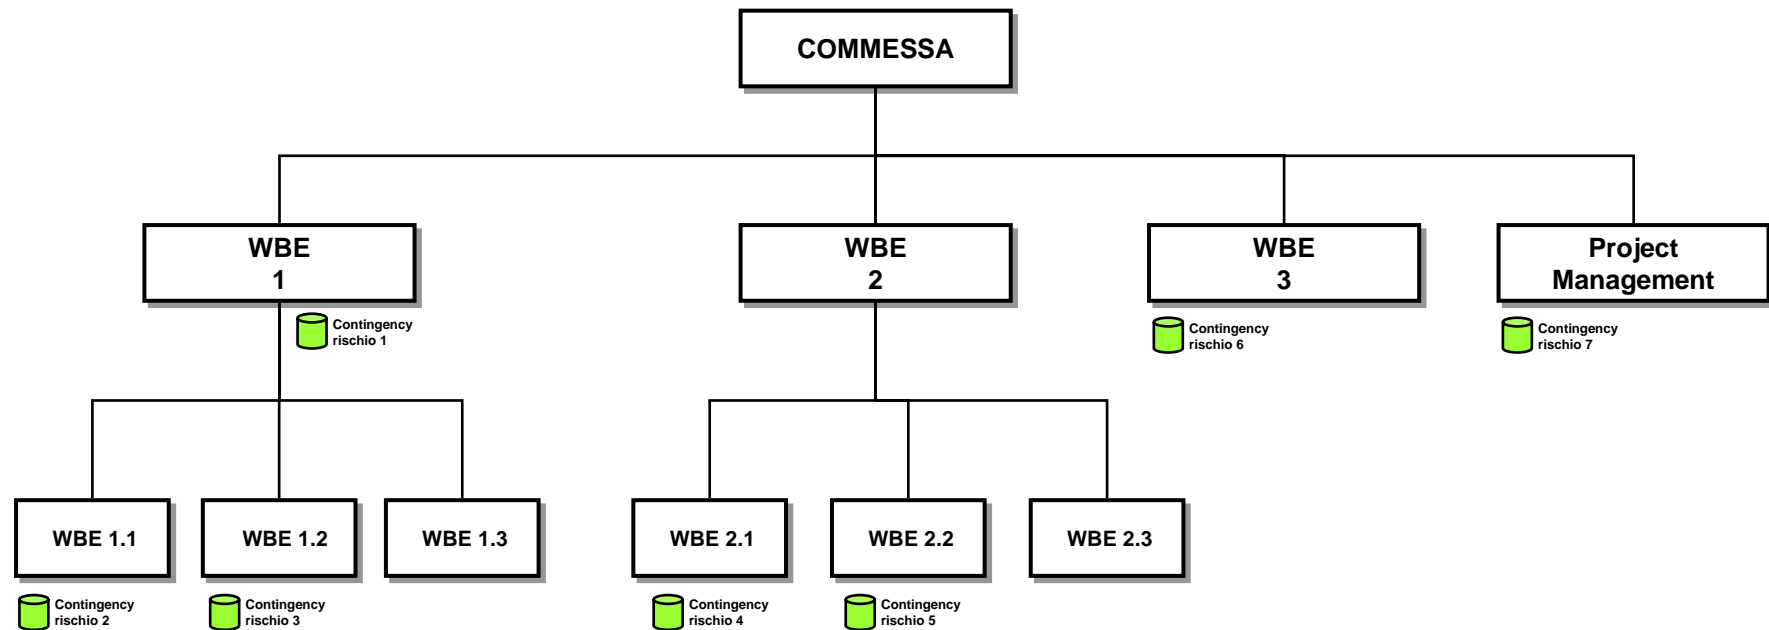 COMMESSA
WBE
1
WBE
2
WBE
3
Project
Management
Contingency
rischio 1
Contingency
rischio 6
Contingency
rischio 7
WBE 1.1
WBE 1.2
WBE 1.3
WBE 2.1
WBE 2.2
WBE 2.3
Contingency
rischio 2
Contingency
rischio 3
Contingency
rischio 4
Contingency
rischio 5